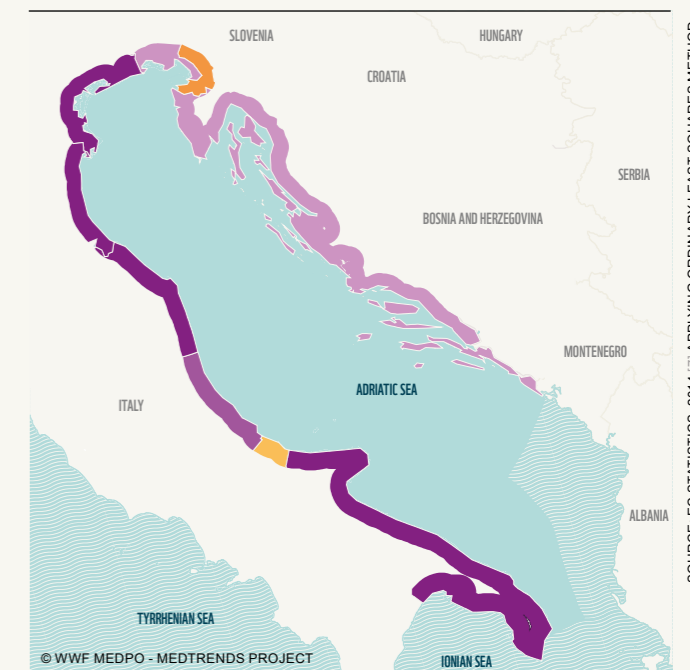 SLOVENIA
HUNGARY
CROATIA
SERBIA
BOSNIA AND HERZEGOVINA
MONTENEGRO
ADRIATIC SEA
ITALY
ALBANIA
TYRRHENIAN SEA
© WWF MEDPO - MEDTRENDS PROJECT
IONIAN SEA